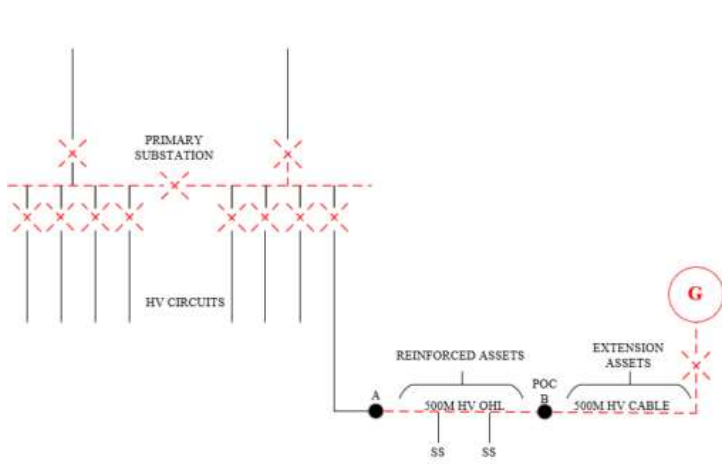 PRIMARY
SUBSTATION
G
HV CIRCUITS
REINFORCED ASSETS
EXTENSION
ASSETS
A
500M HV OHL
POC
B
500M HV CABLE
SS
SS